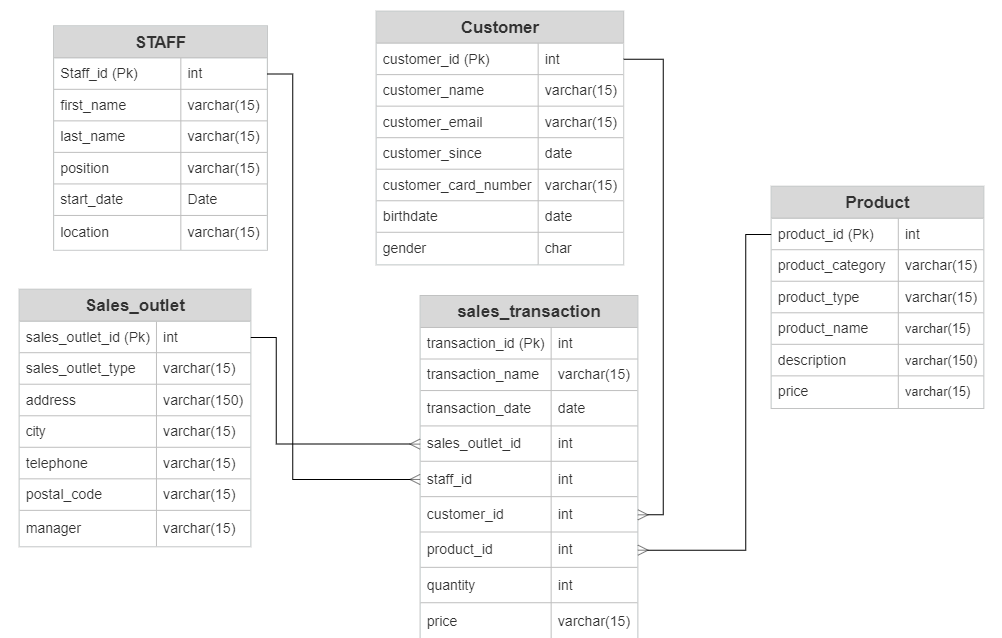 STAFF
Staff_id (Pk) int
first_name varchar(15)
last_name varchar(15)
position varchar(15)
start_date Date
location varchar(15)
Customer
customer_id (Pk) int
customer_name varchar(15)
customer_email varchar(15)
customer_since date
customer_card_number varchar(15)
birthdate date
gender char
Product
product_id (Pk) int
product_category varchar(15)
product_type varchar(15)
product_name varchar(15)
description varchar(150)
price varchar(15)
Sales_outlet
sales_outlet_id (Pk) int
sales_outlet_type varchar(15)
address varchar(150)
city varchar(15)
telephone varchar(15)
postal_code varchar(15)
manager varchar(15)
sales_transaction
transaction_id (Pk) int
transaction_name varchar(15)
transaction_date date
sales_outlet_id int
staff_id int
customer_id int
product_id int
quantity int
price varchar(15)